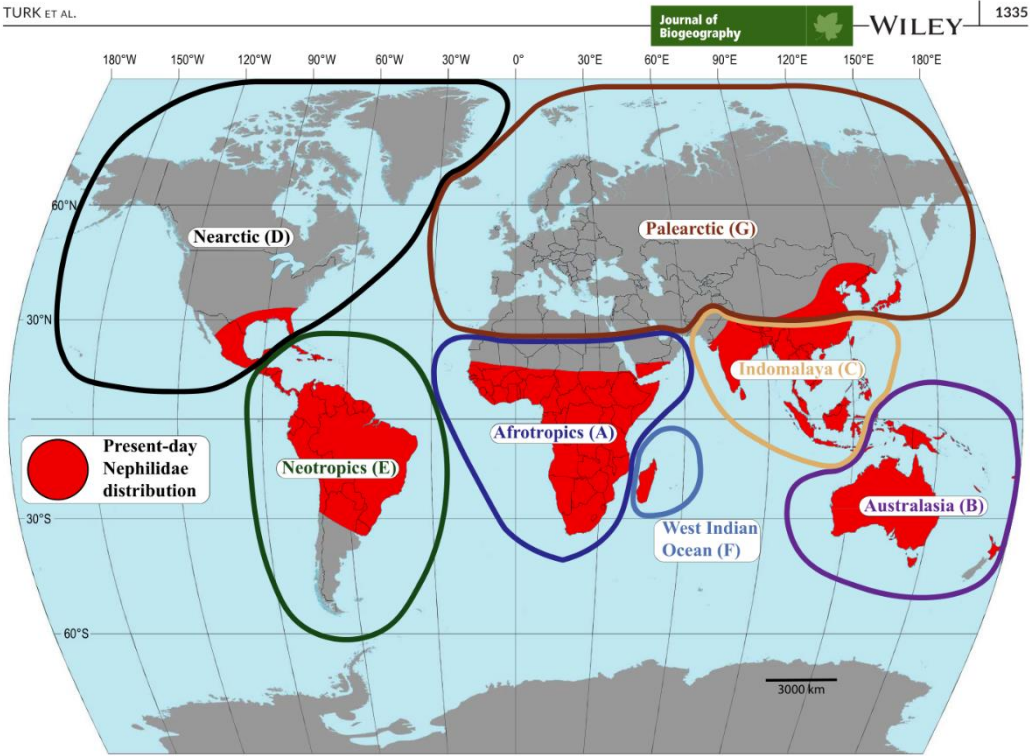 TURK ET AL.
Journal of
Biogeography
WILEY
1335
180°W 150°W 120°W 90°W 60°W 30°W 0° 30°E 60°E 90°E 120°E 150°E 180°E
60°N
Nearctic (D)
Palearctic (G)
30°N
Indomalaya (C)
Afrotropics (A)
Present-day
Nephilidae
distribution
Neotropics (E)
Australasia (B)
30°S
West Indian
Ocean (F)
60°S
3000 km